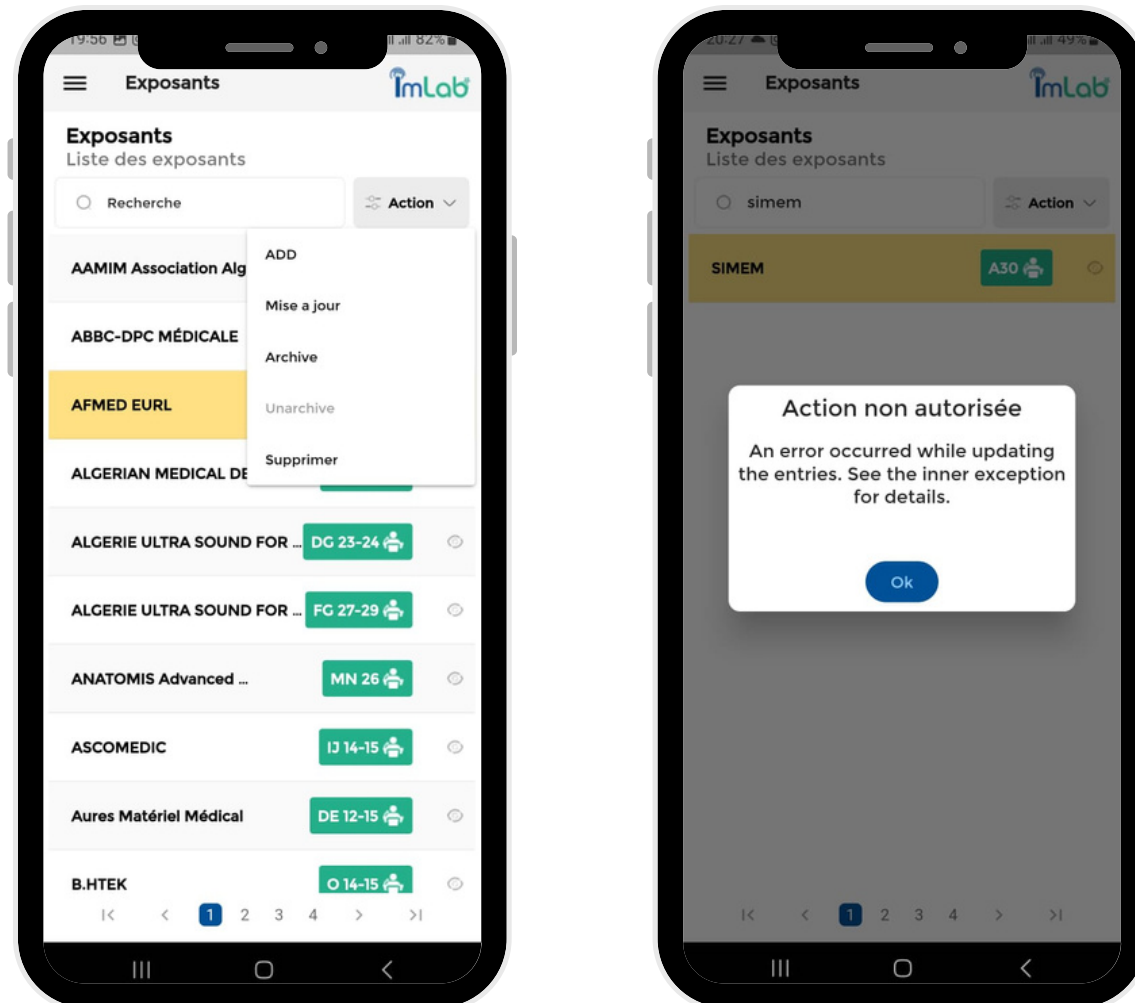 19:56
82%
Exposants
ImLab
Exposants
Liste des exposants
Recherche
Action
ADD
Mise a jour
Archive
Unarchive
Supprimer
AAMIM Association Alg
ABBC-DPC MÉDICALE
AFMED EURL
ALGERIAN MEDICAL DE
ALGERIE ULTRA SOUND FOR ... DG 23-24
ALGERIE ULTRA SOUND FOR ... FG 27-29
ANATOMIS Advanced ... MN 26
ASCOMEDIC IJ 14-15
Aures Matériel Médical DE 12-15
B.HTEK O 14-15
1 2 3 4
20:27
49%
Exposants
ImLab
Exposants
Liste des exposants
simem
Action
SIMEM A30
Action non autorisée
An error occurred while updating
the entries. See the inner exception
for details.
Ok
1 2 3 4